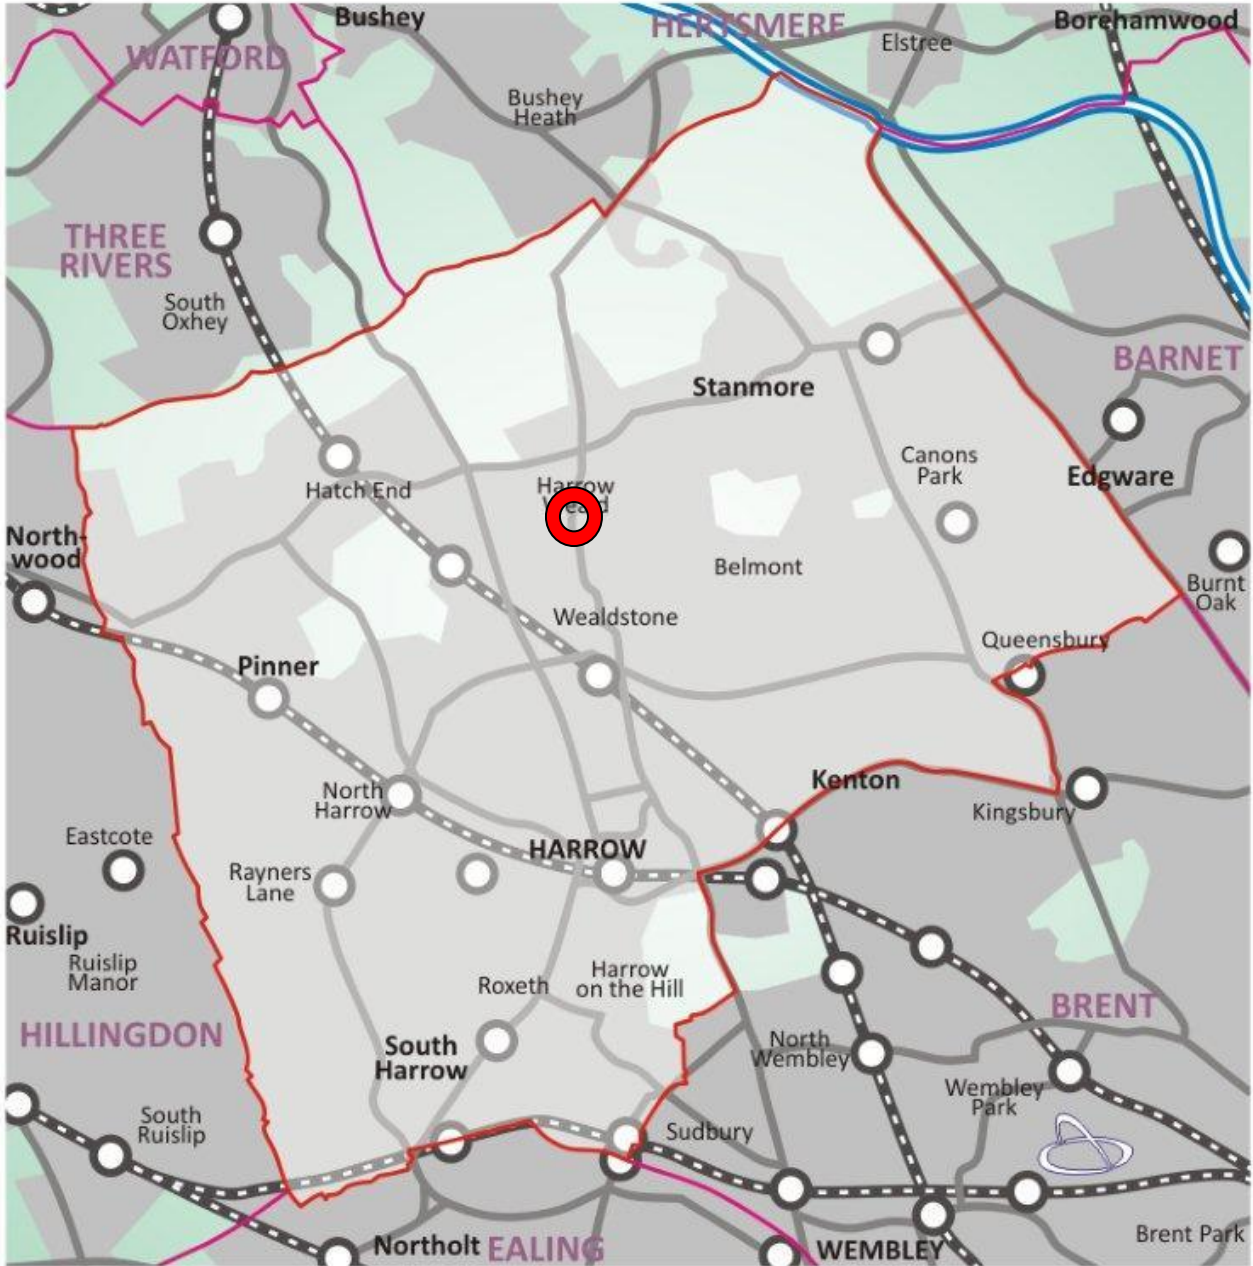 Bushey
HERTSMERE
Borehamwood
WATFORD
Elstree
Bushey
Heath
THREE
RIVERS
South
Oxhey
BARNET
Stanmore
Canons
Park
Edgware
Hatch End
Harrow
North-
wood
Belmont
Burnt
Oak
Wealdstone
Queensbury
Pinner
Kenton
North
Harrow
Kingsbury
Eastcote
HARROW
Rayners
Lane
Ruislip
Ruislip
Manor
Harrow
on the Hill
Roxeth
BRENT
HILLINGDON
South
Harrow
North
Wembley
Wembley
Park
South
Ruislip
Sudbury
Brent Park
Northolt
EALING
WEMBLEY